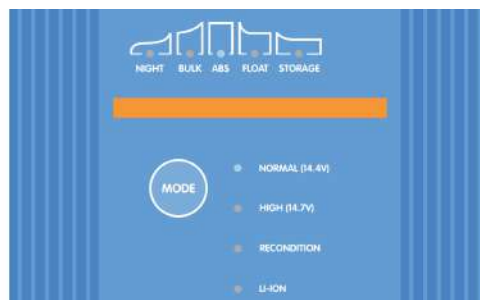 NIGHT BULK ABS FLOAT STORAGE
NORMAL (14.4V)
MODE
HIGH (14.7V)
RECONDITION
LI-ION